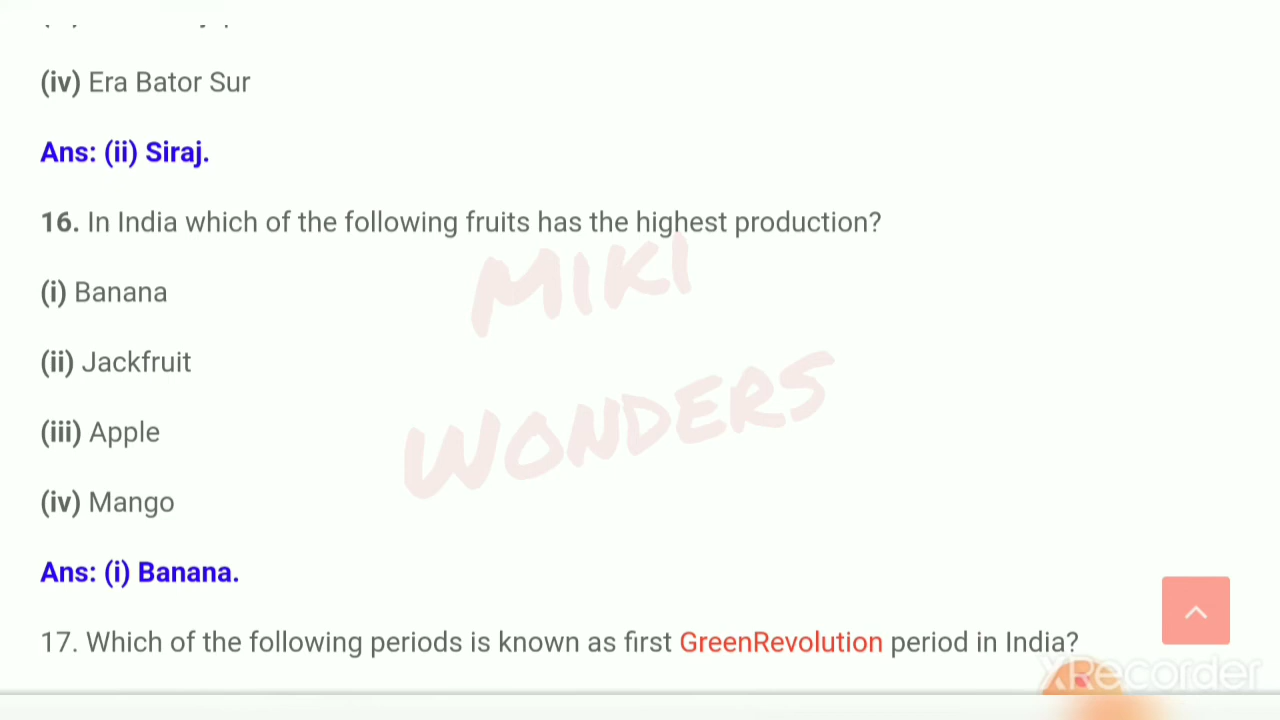 (iv) Era Bator Sur
Ans: (ii) Siraj.
16. In India which of the following fruits has the highest production?
(i) Banana
(ii) Jackfruit
(iii) Apple
(iv) Mango
Ans: (i) Banana.
17. Which of the following periods is known as first GreenRevolution period in India?
MIKI
WONDERS
XRecorder